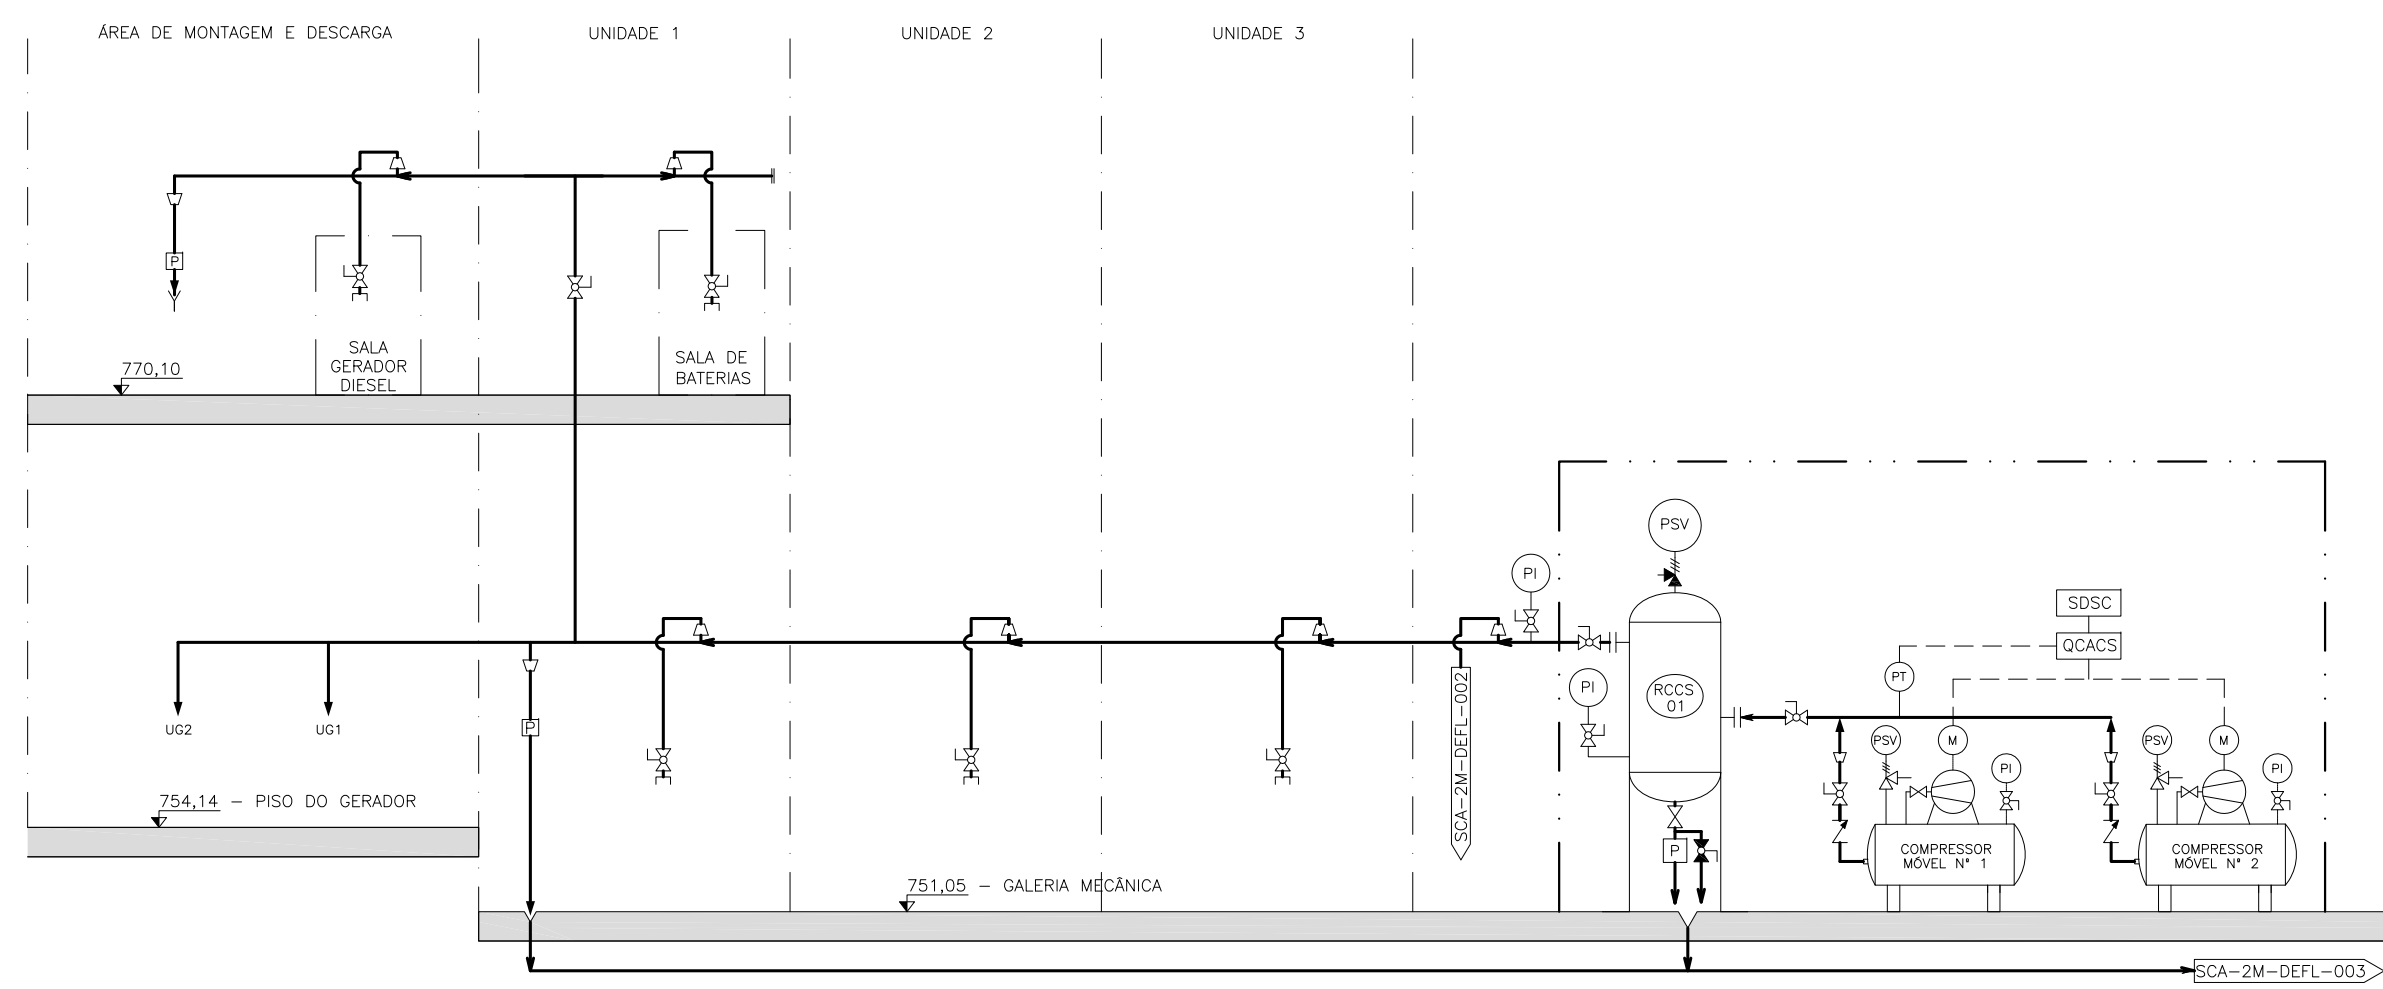 ÁREA DE MONTAGEM E DESCARGA
UNIDADE 1
UNIDADE 2
UNIDADE 3
P
SALA
GERADOR
DIESEL
SALA DE
BATERIAS
770,10
PSV
PI
SDSC
QCACS
PI
RCCS
01
PT
SCA-2M-DEFL-002
UG2
UG1
P
PSV
M
PI
PSV
M
PI
754,14 - PISO DO GERADOR
P
COMPRESSOR
MÓVEL N° 1
COMPRESSOR
MÓVEL N° 2
751,05 - GALERIA MECÂNICA
SCA-2M-DEFL-003